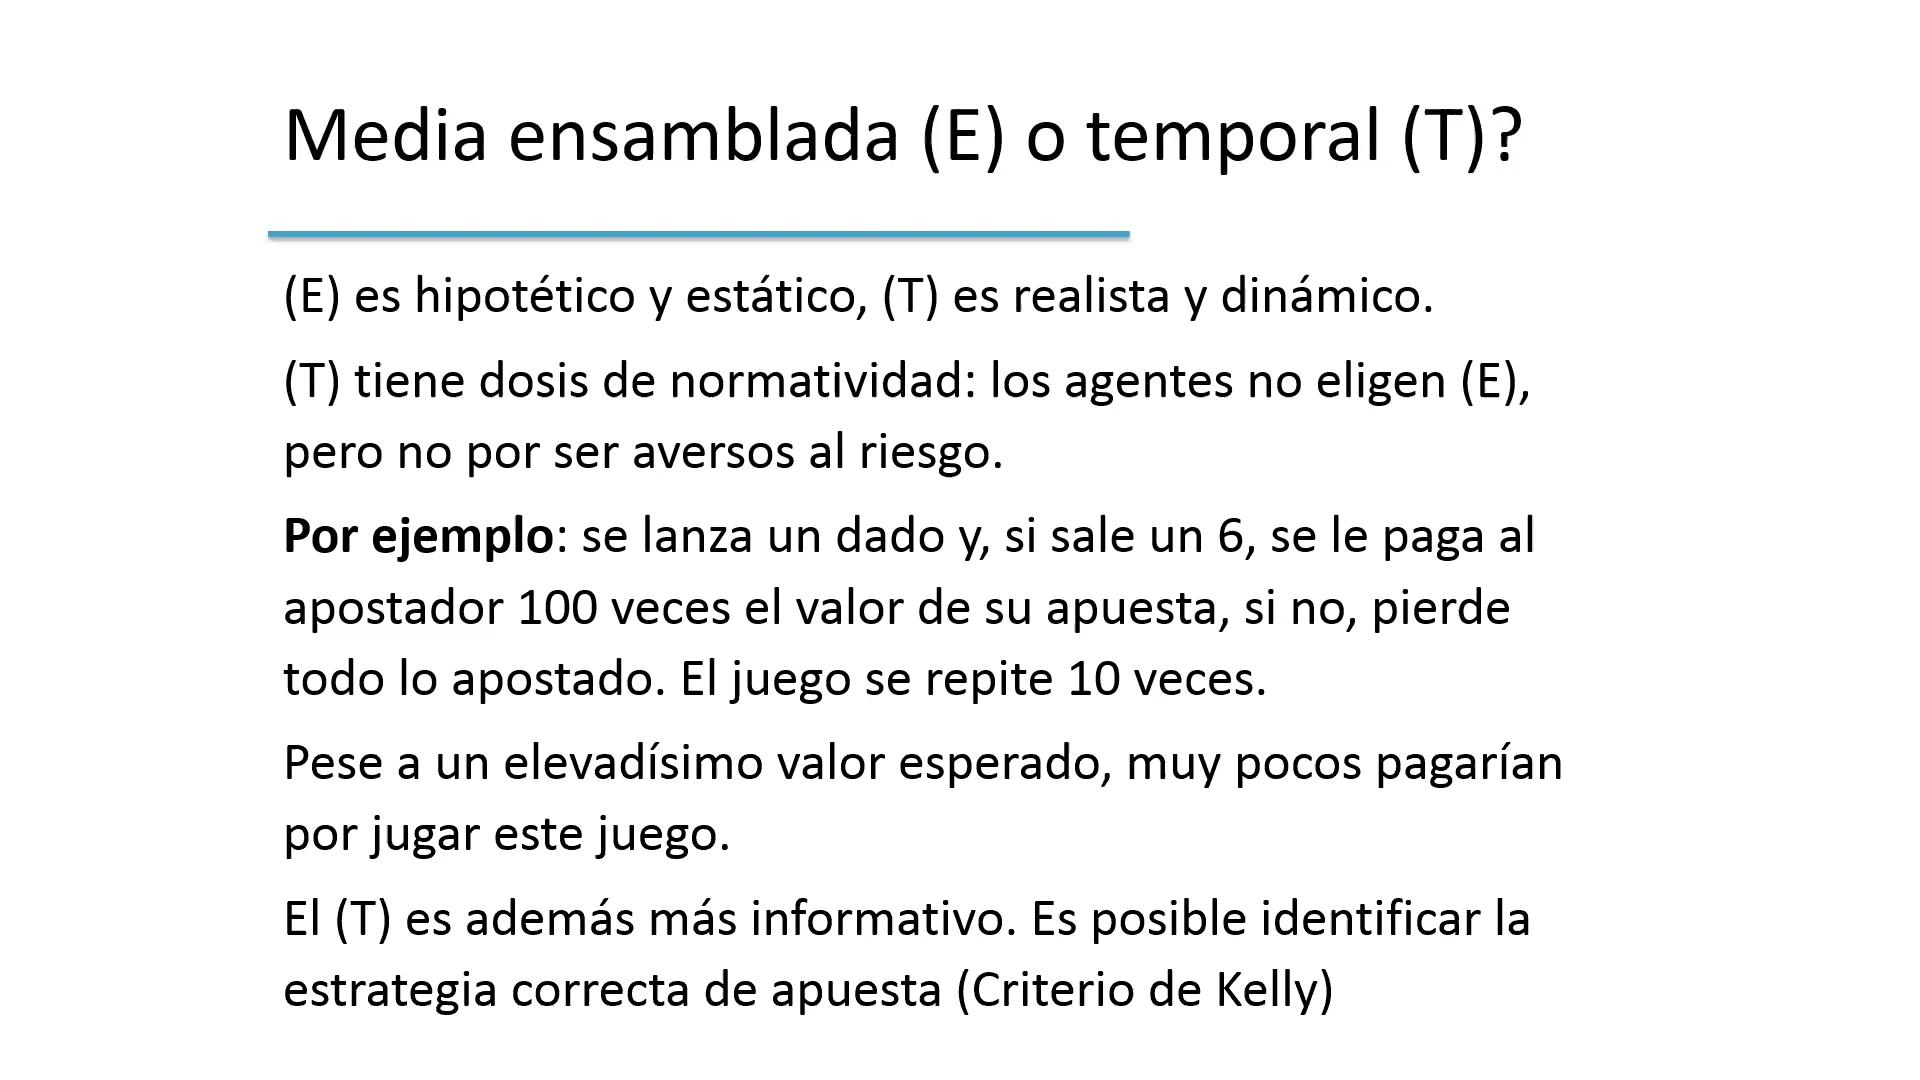 Media ensamblada (E) o temporal (T)?
(E) es hipotético y estático, (T) es realista y dinámico.
(T) tiene dosis de normatividad: los agentes no eligen (E),
pero no por ser aversos al riesgo.
Por ejemplo: se lanza un dado y, si sale un 6, se le paga al
apostador 100 veces el valor de su apuesta, si no, pierde
todo lo apostado. El juego se repite 10 veces.
Pese a un elevadísimo valor esperado, muy pocos pagarían
por jugar este juego.
El (T) es además más informativo. Es posible identificar la
estrategia correcta de apuesta (Criterio de Kelly)